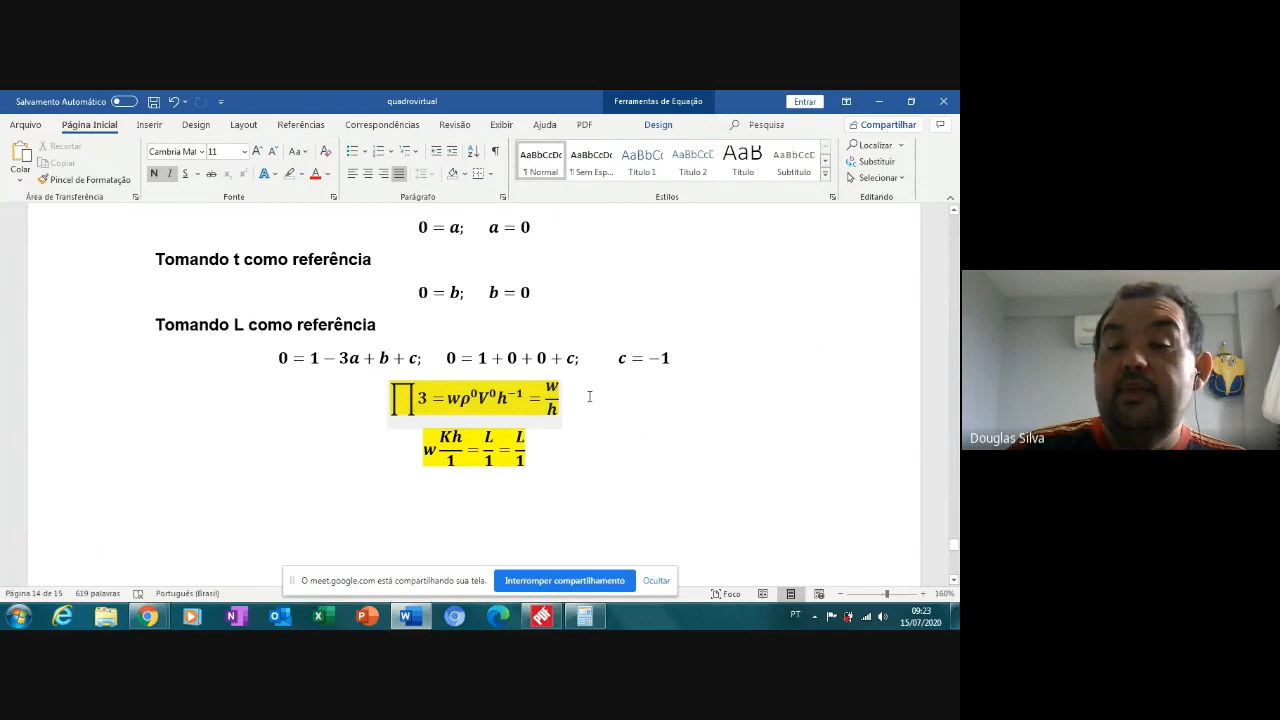 Salvamento Automático
quadrovirtual
Ferramentas de Equação
Entrar
Arquivo Página Inicial Inserir Design Layout Referências Correspondências Revisão Exibir Ajuda PDF Design Pesquisa Compartilhar
Colar
Recortar
Copiar
Pincel de Formatação
Cambria Mat 11
AaBbCcDc AaBbCcDc AaBbCc AaBbCcE AaB AaBbCcC
¶ Normal ¶ Sem Esp... Título 1 Título 2 Título Subtítulo
Localizar
Substituir
Selecionar
Área de Transferência Fonte Parágrafo Estilos Editando
0 = a; a = 0
Tomando t como referência
0 = b; b = 0
Tomando L como referência
0 = 1 − 3a + b + c; 0 = 1 + 0 + 0 + c; c = −1
∏ 3 = wρ⁰V⁰h⁻¹ = w/h
w Kh/1 = L/1 = L/1
Douglas Silva
O meet.google.com está compartilhando sua tela. Interromper compartilhamento Ocultar
Página 14 de 15 619 palavras Português (Brasil) Foco 160%
PT 09:23
15/07/2020